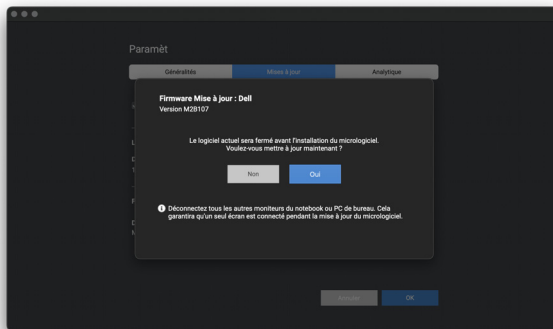 Paramèt
Généralités
Mises à jour
Analytique
Firmware Mise à jour : Dell
Version M2B107
Le logiciel actuel sera fermé avant l'installation du micrologiciel.
Voulez-vous mettre à jour maintenant ?
Non
Oui
Déconnectez tous les autres moniteurs du notebook ou PC de bureau. Cela
garantira qu'un seul écran est connecté pendant la mise à jour du micrologiciel.
Annuler
OK